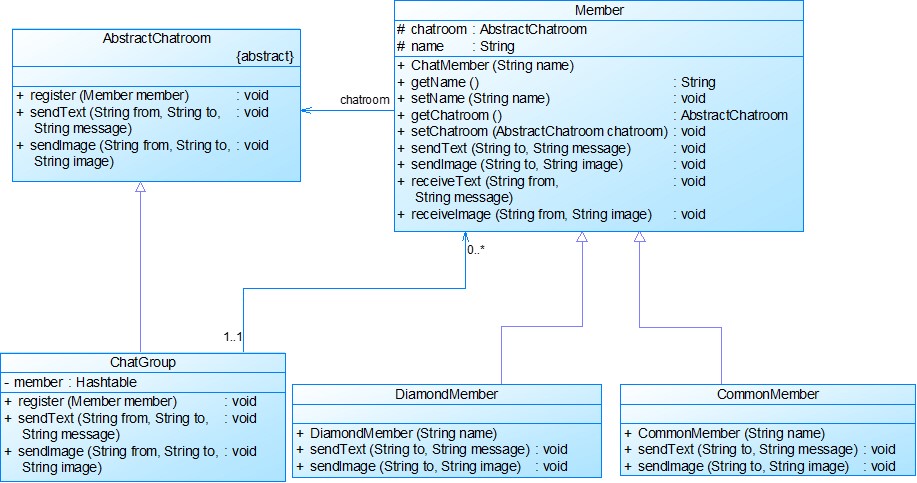 AbstractChatroom
{abstract}
+ register (Member member) : void
+ sendText (String from, String to, : void
String message)
+ sendImage (String from, String to, : void
String image)
Member
# chatroom : AbstractChatroom
# name : String
+ ChatMember (String name)
+ getName () : String
+ setName (String name) : void
+ getChatroom () : AbstractChatroom
+ setChatroom (AbstractChatroom chatroom) : void
+ sendText (String to, String message) : void
+ sendImage (String to, String image) : void
+ receiveText (String from, : void
String message)
+ receiveImage (String from, String image) : void
chatroom
0..*
1..1
ChatGroup
- member : Hashtable
+ register (Member member) : void
+ sendText (String from, String to, : void
String message)
+ sendImage (String from, String to, : void
String image)
DiamondMember
+ DiamondMember (String name)
+ sendText (String to, String message) : void
+ sendImage (String to, String image) : void
CommonMember
+ CommonMember (String name)
+ sendText (String to, String message) : void
+ sendImage (String to, String image) : void